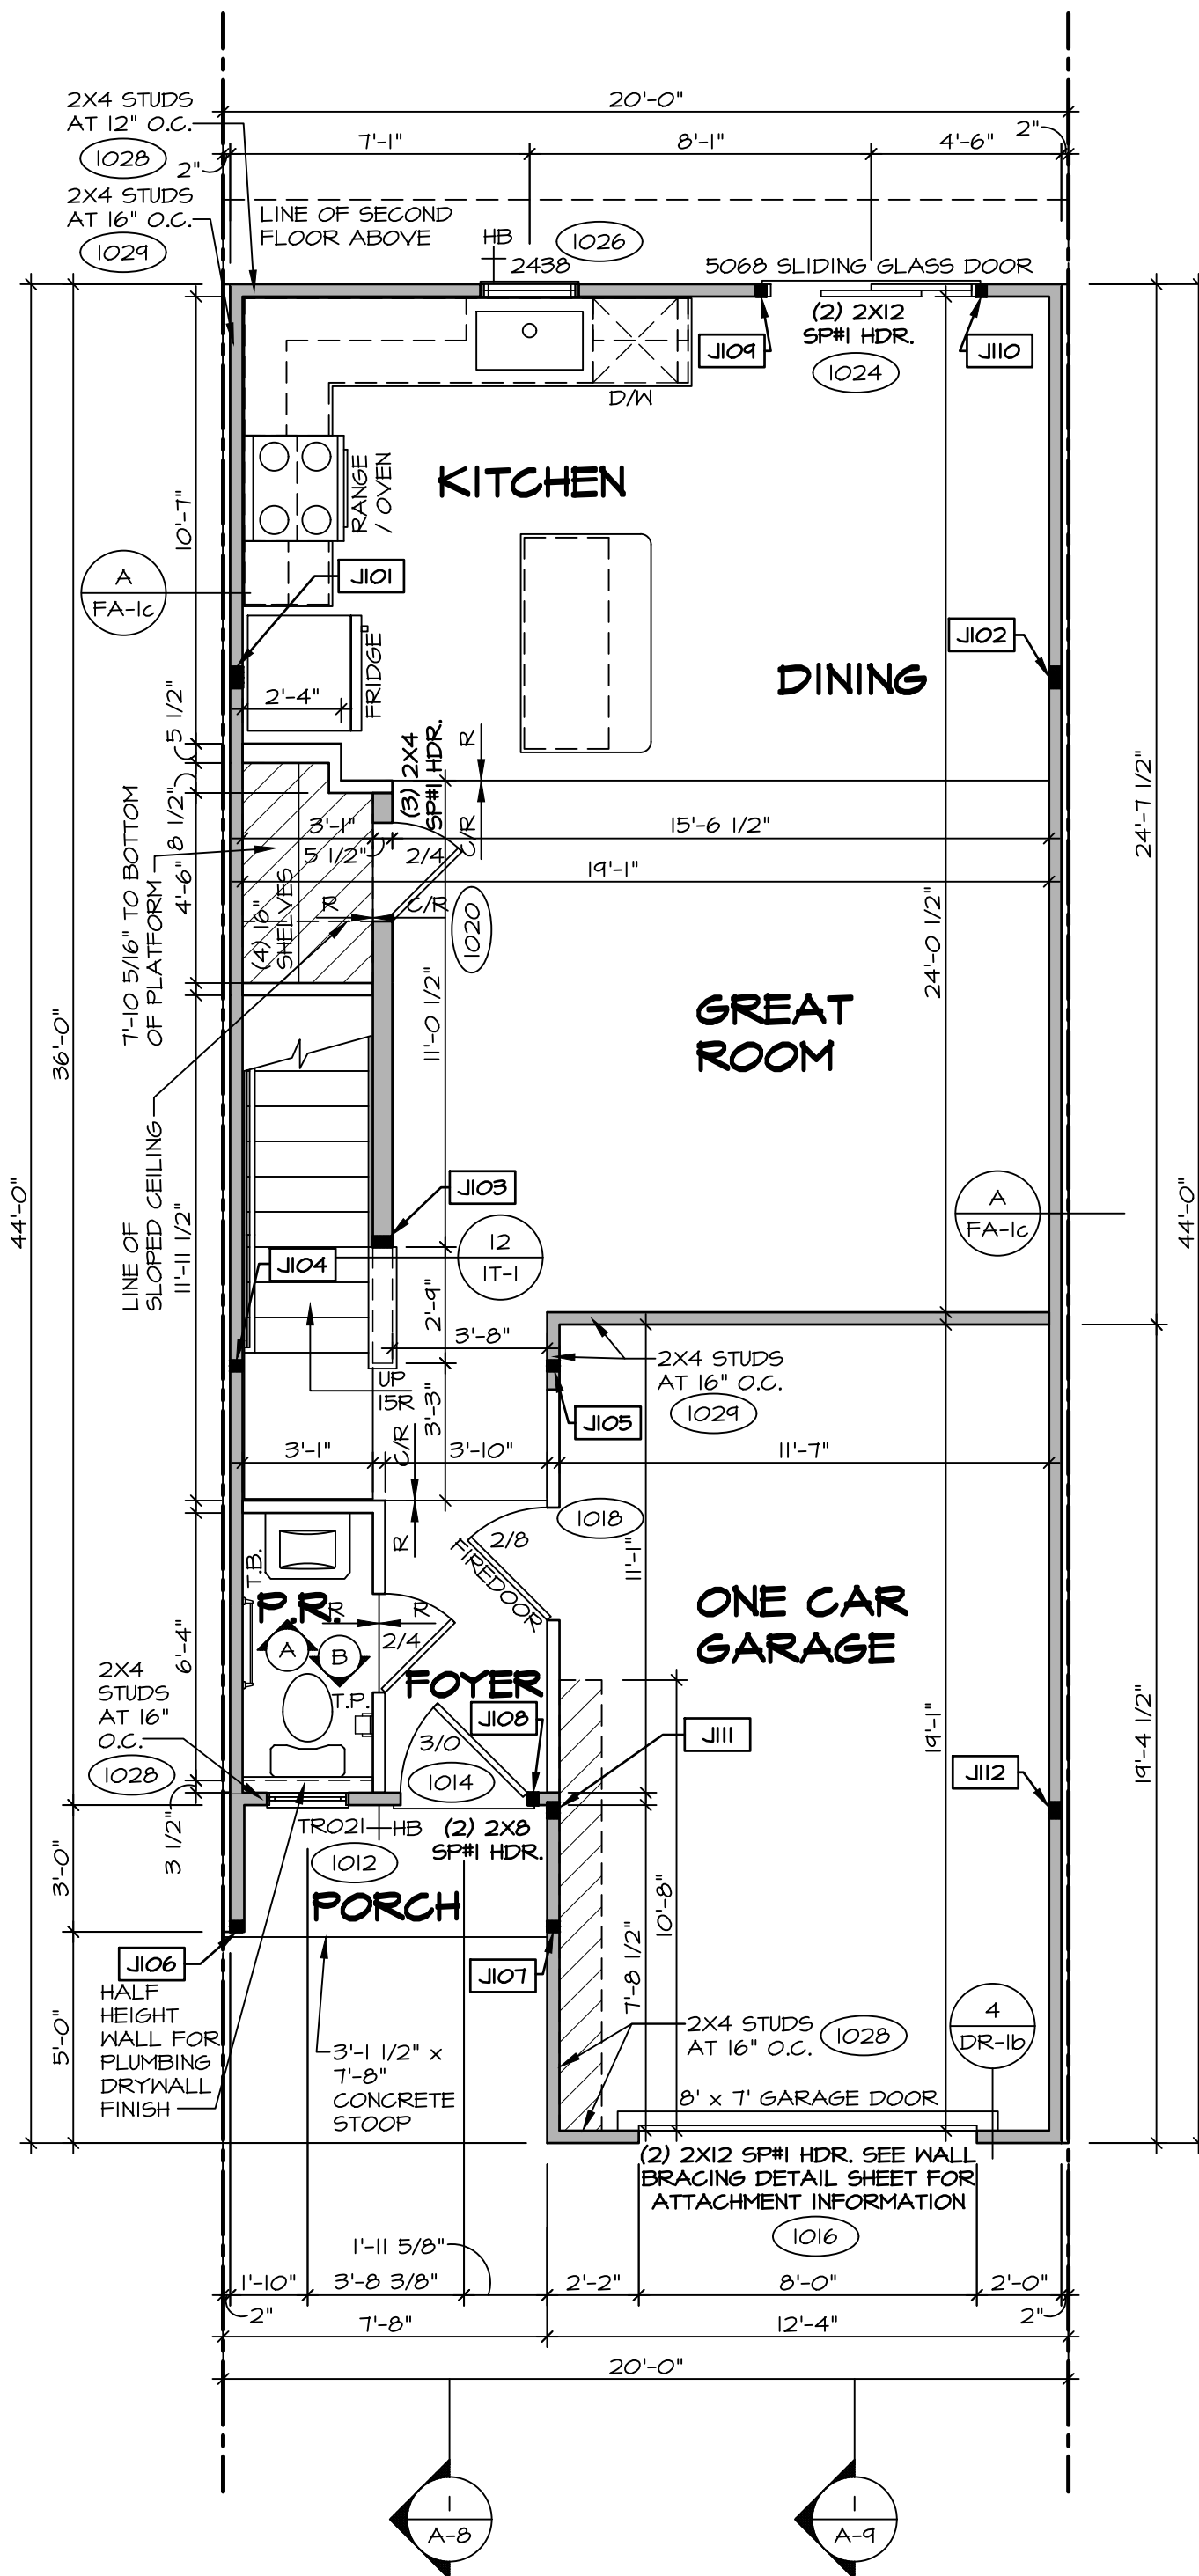 20'-0"
2X4 STUDS
AT 12" O.C.
1028
2"
7'-1"
8'-1"
4'-6"
2"
2X4 STUDS
AT 16" O.C.
1029
LINE OF SECOND
FLOOR ABOVE
HB
1026
2438
5068 SLIDING GLASS DOOR
(2) 2X12
SP#1 HDR.
1024
J109
J110
D/W
RANGE
/ OVEN
KITCHEN
10'-7"
A
FA-1c
J101
J102
FRIDGE
2'-4"
DINING
5 1/2"
8 1/2"
(3) 2X4
SP#1 HDR.
R
C/R
7'-10 5/16" TO BOTTOM
OF PLATFORM
4'-6"
3'-1"
5 1/2"
2/4
15'-6 1/2"
19'-1"
24'-7 1/2"
(4) 16"
SHELVES
R
C/R
1020
24'-0 1/2"
11'-0 1/2"
GREAT
ROOM
36'-0"
44'-0"
44'-0"
LINE OF
SLOPED CEILING
11'-11 1/2"
J103
12
IT-1
J104
A
FA-1c
2'-9"
3'-8"
2X4 STUDS
AT 16" O.C.
1029
UP
15R
3'-3"
J105
3'-1"
C/R
3'-10"
11'-7"
R
1018
2/8
FIREDOOR
11'-1"
T.B.
P.R.
R
R
2/4
A
B
6'-4"
T.P.
FOYER
ONE CAR
GARAGE
2X4
STUDS
AT 16"
O.C.
1028
J108
3/0
1014
J111
J112
19'-1"
19'-4 1/2"
3 1/2"
TR021
HB
1012
(2) 2X8
SP#1 HDR.
3'-0"
PORCH
10'-8"
7'-8 1/2"
J106
J107
HALF
HEIGHT
WALL FOR
PLUMBING
DRYWALL
FINISH
5'-0"
3'-1 1/2" x
7'-8"
CONCRETE
STOOP
2X4 STUDS
AT 16" O.C.
1028
4
DR-1b
8' x 7' GARAGE DOOR
(2) 2X12 SP#1 HDR. SEE WALL
BRACING DETAIL SHEET FOR
ATTACHMENT INFORMATION
1016
1'-11 5/8"
1'-10"
3'-8 3/8"
2'-2"
8'-0"
2'-0"
2"
2"
7'-8"
12'-4"
20'-0"
1
A-8
1
A-9